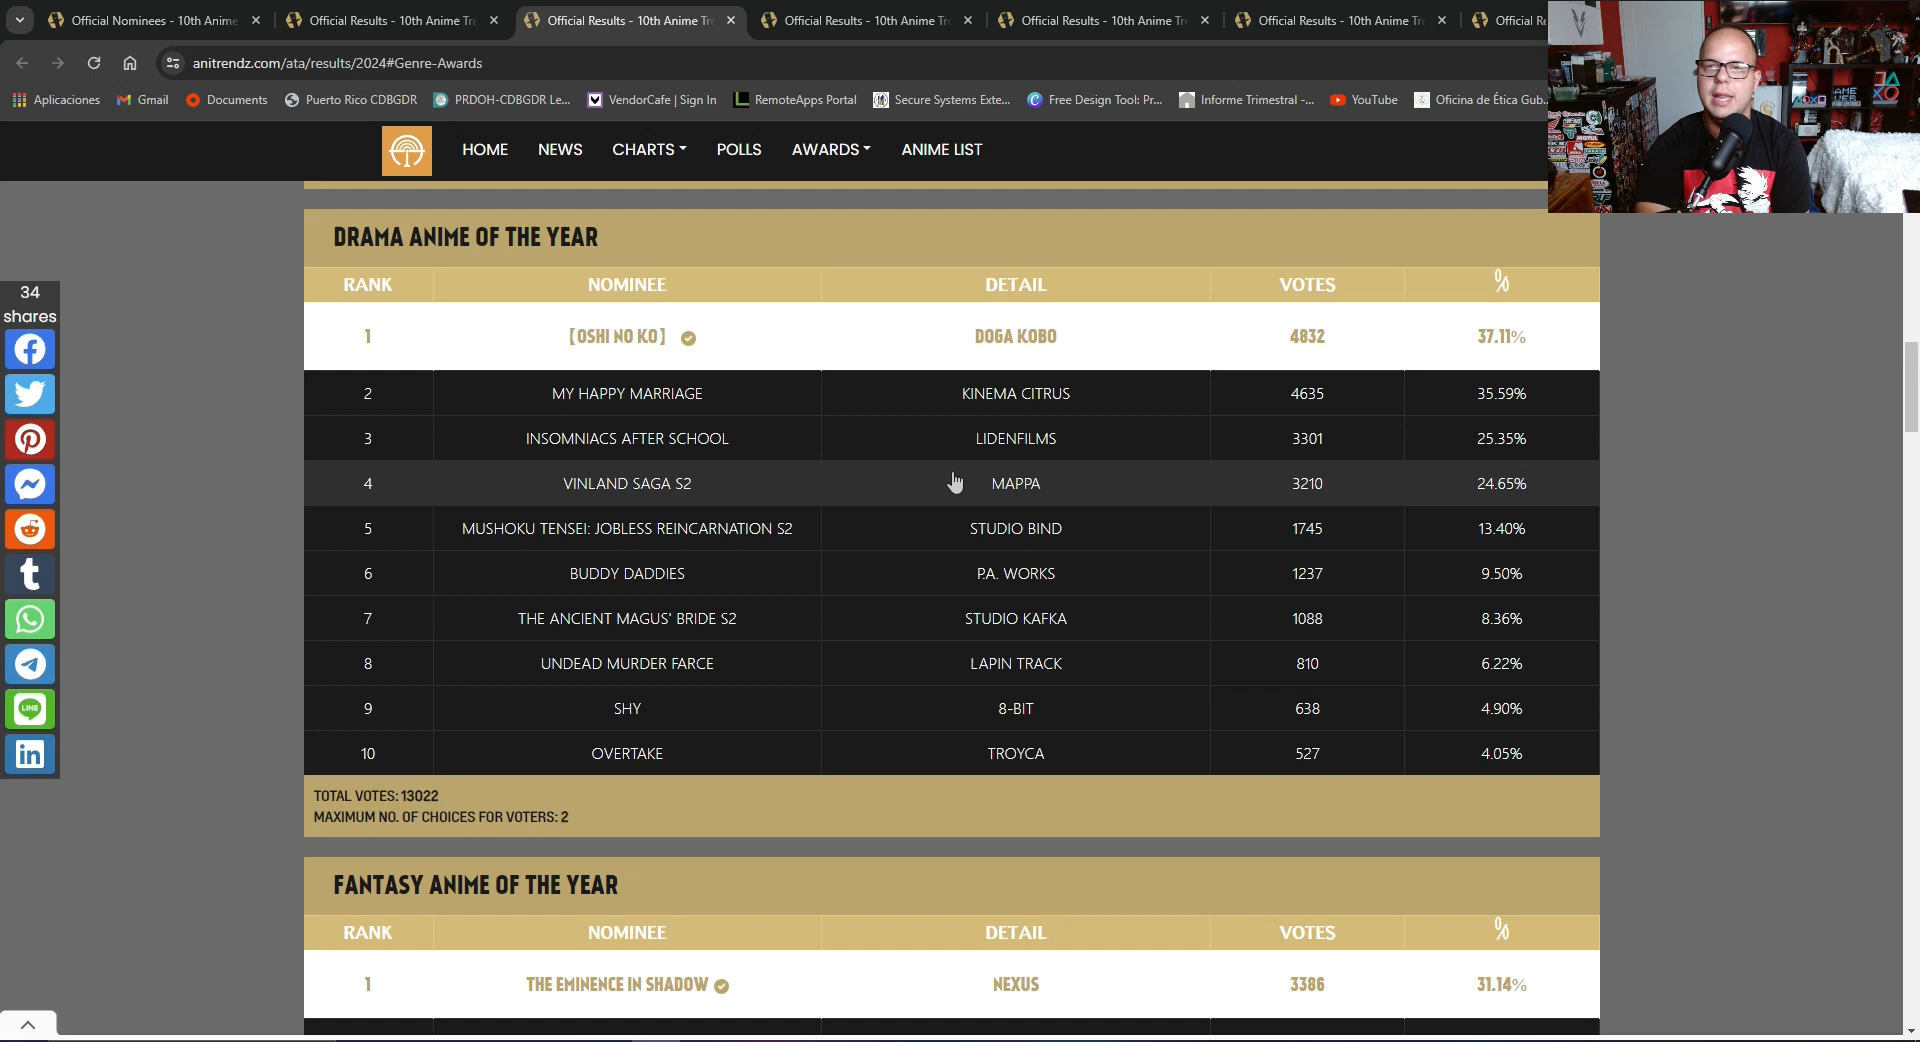 Official Nominees - 10th Anime
Official Results - 10th Anime Tr
Official Results - 10th Anime Tr
Official Results - 10th Anime Tr
Official Results - 10th Anime Tr
Official Results - 10th Anime Tr
Official Re
anitrendz.com/ata/results/2024#Genre-Awards
Aplicaciones
Gmail
Documents
Puerto Rico CDBGDR
PRDOH-CDBGDR Le...
VendorCafe | Sign In
RemoteApps Portal
Secure Systems Exte...
Free Design Tool: Pr...
Informe Trimestral -...
YouTube
Oficina de Ética Gub...
HOME NEWS CHARTS POLLS AWARDS ANIME LIST
34
shares
LINE
DRAMA ANIME OF THE YEAR
RANK NOMINEE DETAIL VOTES %
1 【OSHI NO KO】 DOGA KOBO 4832 37.11%
2 MY HAPPY MARRIAGE KINEMA CITRUS 4635 35.59%
3 INSOMNIACS AFTER SCHOOL LIDENFILMS 3301 25.35%
4 VINLAND SAGA S2 MAPPA 3210 24.65%
5 MUSHOKU TENSEI: JOBLESS REINCARNATION S2 STUDIO BIND 1745 13.40%
6 BUDDY DADDIES P.A. WORKS 1237 9.50%
7 THE ANCIENT MAGUS' BRIDE S2 STUDIO KAFKA 1088 8.36%
8 UNDEAD MURDER FARCE LAPIN TRACK 810 6.22%
9 SHY 8-BIT 638 4.90%
10 OVERTAKE TROYCA 527 4.05%
TOTAL VOTES: 13022
MAXIMUM NO. OF CHOICES FOR VOTERS: 2
FANTASY ANIME OF THE YEAR
RANK NOMINEE DETAIL VOTES %
1 THE EMINENCE IN SHADOW NEXUS 3386 31.14%